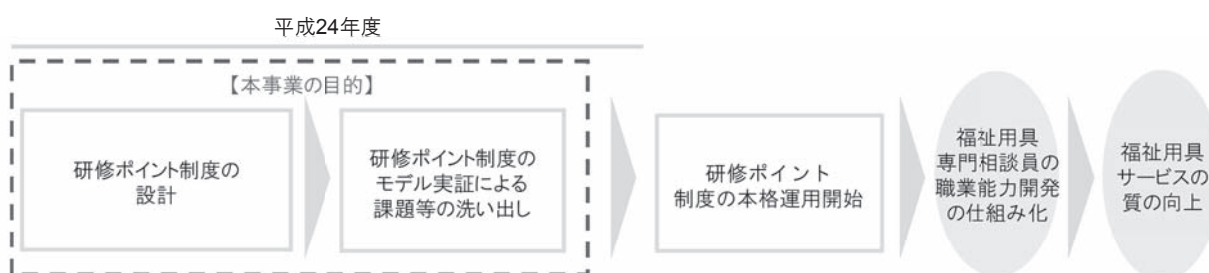 平成24年度
【本事業の目的】
研修ポイント制度の
設計
研修ポイント制度の
モデル実証による
課題等の洗い出し
研修ポイント
制度の本格運用開始
福祉用具
専門相談員の
職業能力開発
の仕組み化
福祉用具
サービスの
質の向上